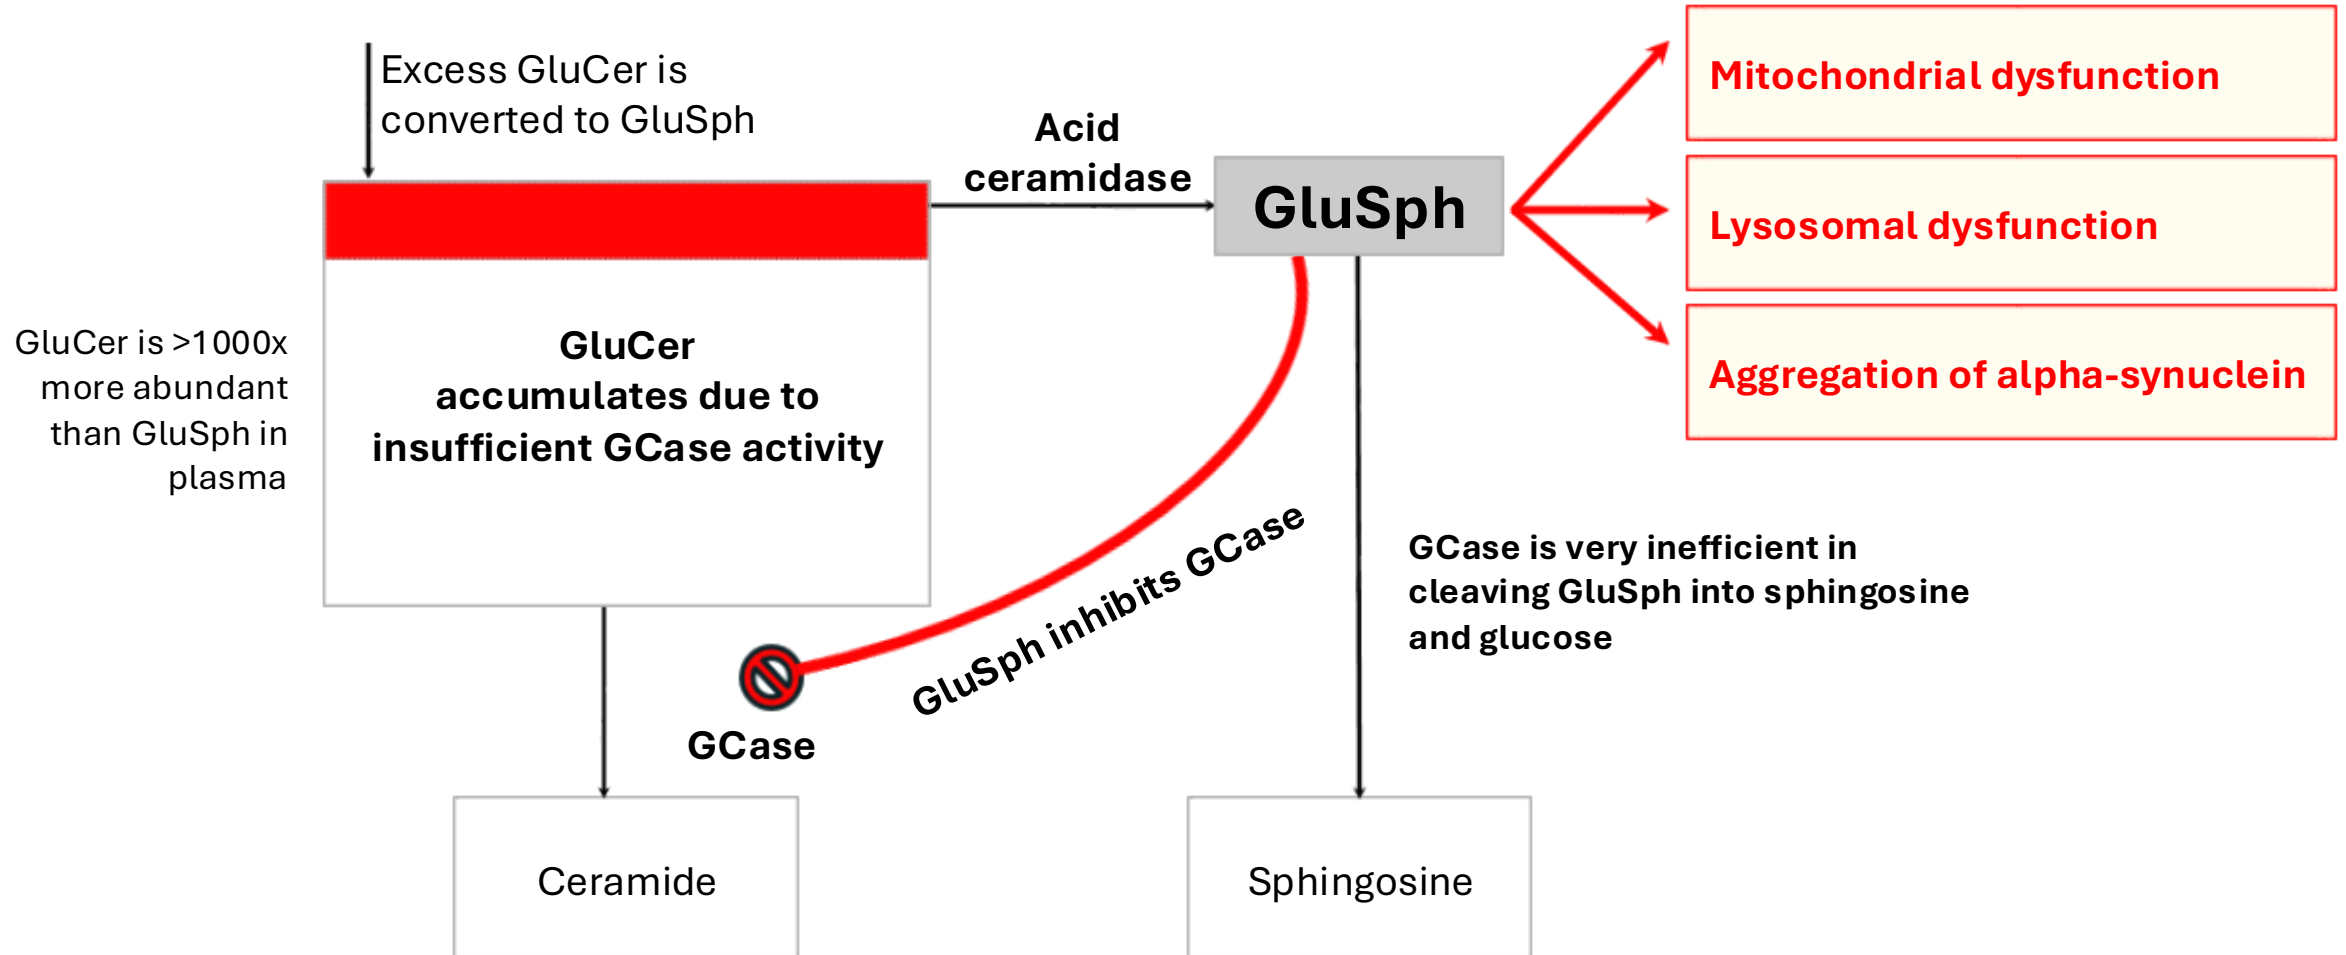 Excess GluCer is
converted to GluSph
Acid
ceramidase
GluSph
Mitochondrial dysfunction
Lysosomal dysfunction
Aggregation of alpha-synuclein
GluCer is >1000x
more abundant
than GluSph in
plasma
GluCer
accumulates due to
insufficient GCase activity
GluSph inhibits GCase
GCase is very inefficient in
cleaving GluSph into sphingosine
and glucose
GCase
Ceramide
Sphingosine